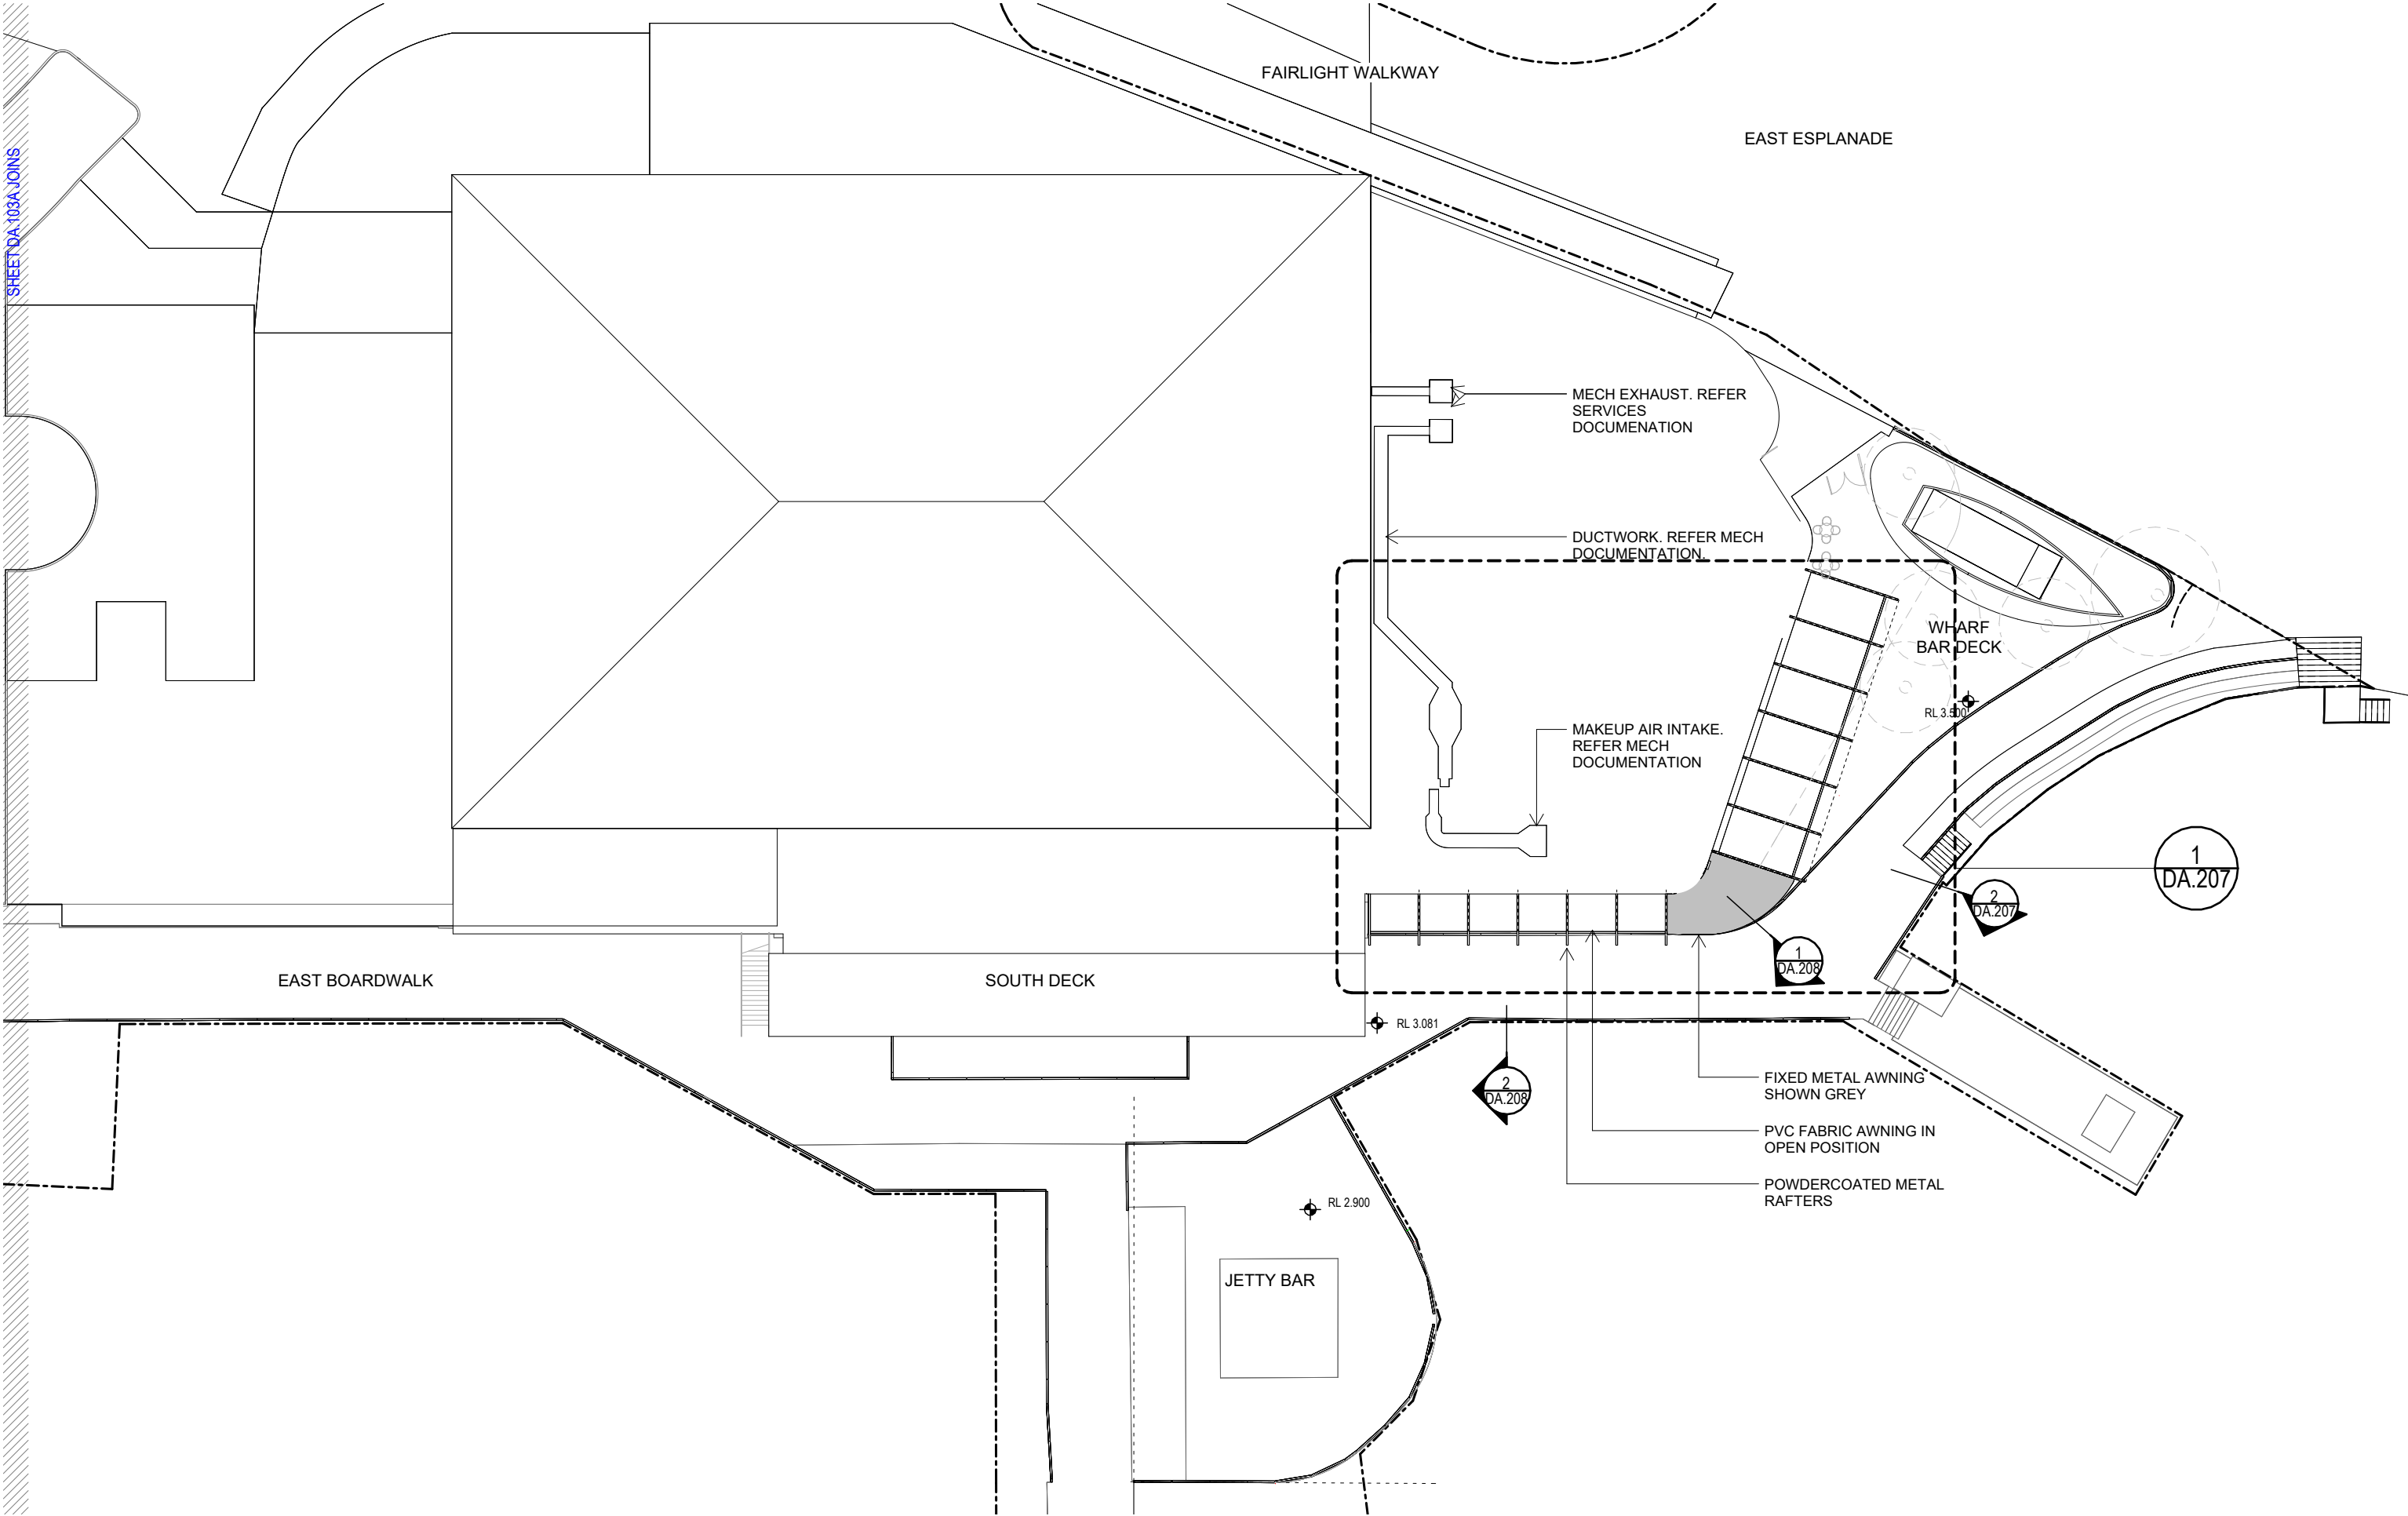 FAIRLIGHT WALKWAY
EAST ESPLANADE
SHEET DA.103A JOINS
MECH EXHAUST. REFER
SERVICES
DOCUMENATION
DUCTWORK. REFER MECH
DOCUMENTATION.
WHARF
BAR DECK
RL 3.500
MAKEUP AIR INTAKE.
REFER MECH
DOCUMENTATION
1
DA.207
2
DA.207
1
DA.208
EAST BOARDWALK
SOUTH DECK
RL 3.081
2
DA.208
FIXED METAL AWNING
SHOWN GREY
PVC FABRIC AWNING IN
OPEN POSITION
POWDERCOATED METAL
RAFTERS
RL 2.900
JETTY BAR